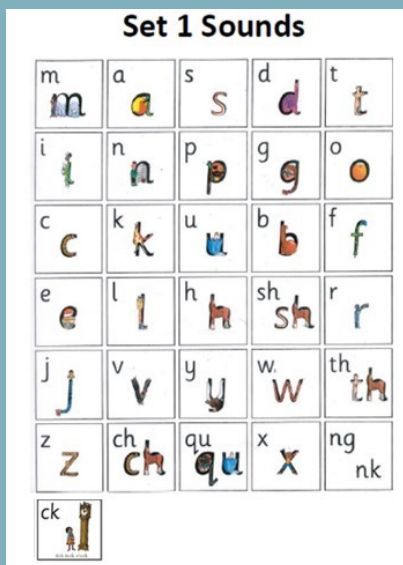 Set 1 Sounds
m a s d t
m a s d t
i n p g o
i n p g o
c k u b f
c k u b f
e l h sh r
e l h sh r
j v y w. th
j v y w th
z ch qu x ng
z ch qu x nk
ck